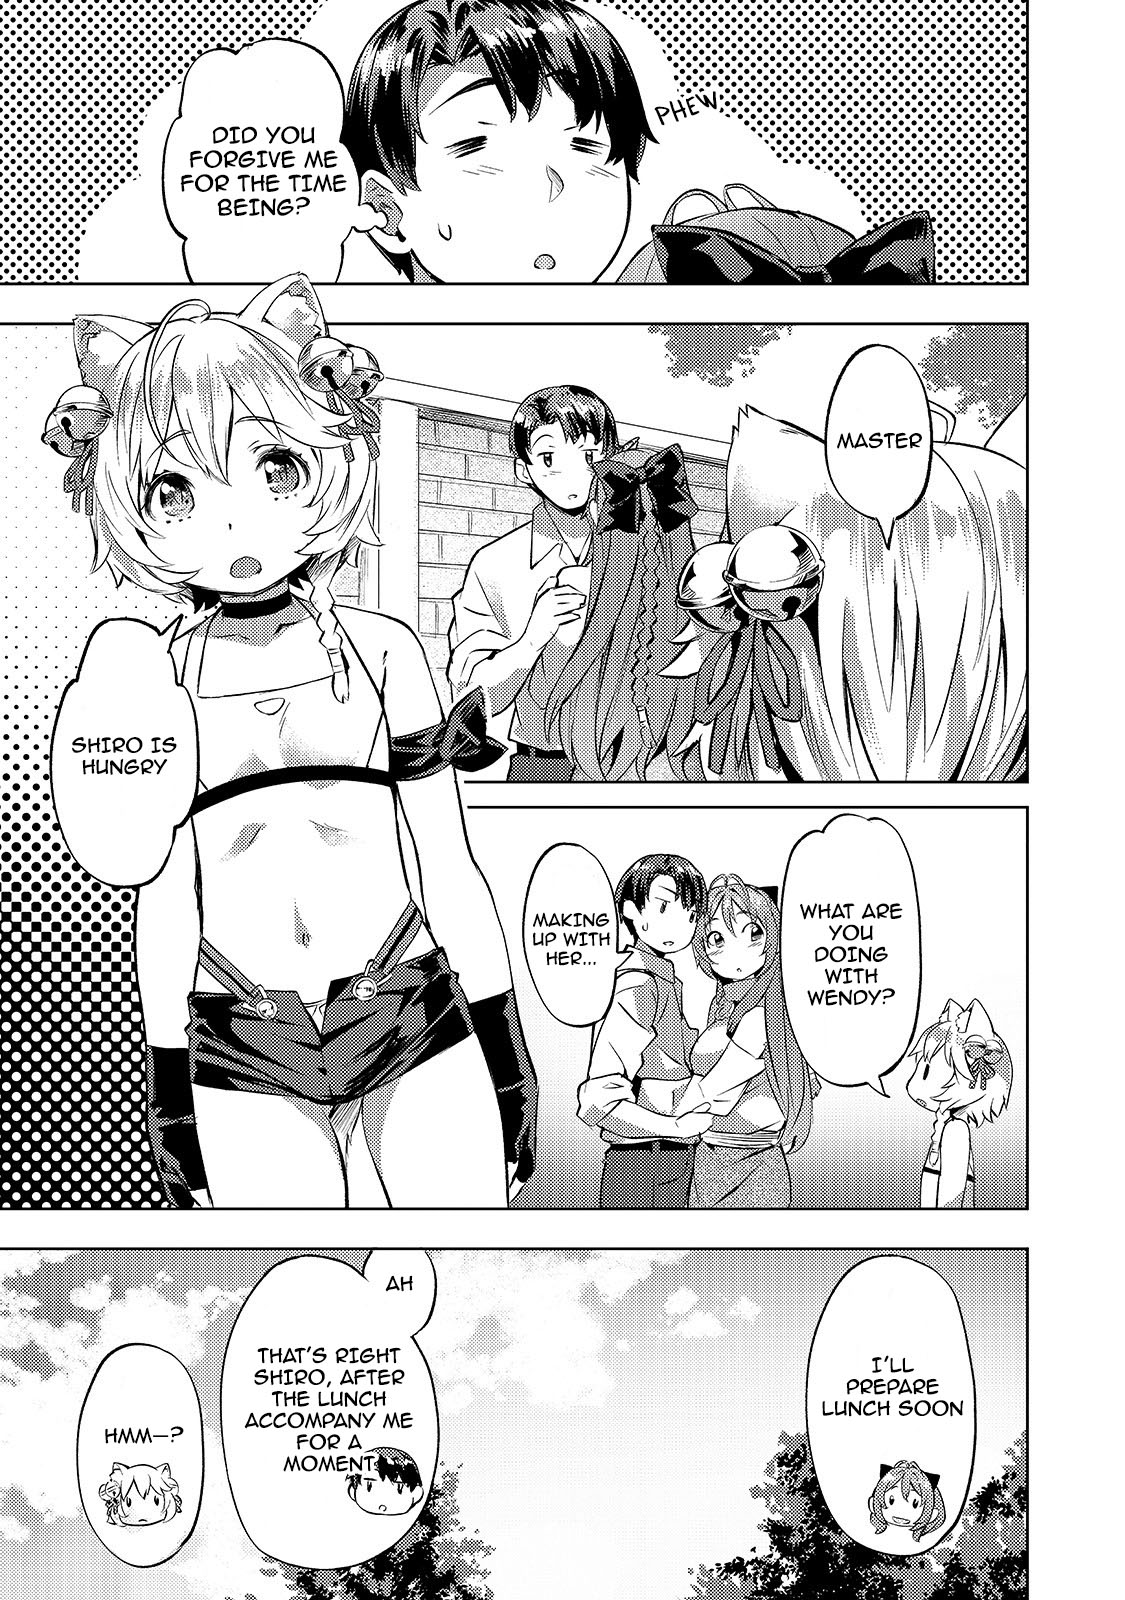 PHEW
DID YOU
FORGIVE ME
FOR THE TIME
BEING?
MASTER
SHIRO IS
HUNGRY
WHAT ARE
YOU
DOING
WITH
WENDY?
MAKING
UP WITH
HER...
I'LL
PREPARE
LUNCH SOON
AH
THAT'S RIGHT
SHIRO, AFTER
THE LUNCH
ACCOMPANY ME
FOR A
MOMENT.
HMM—?